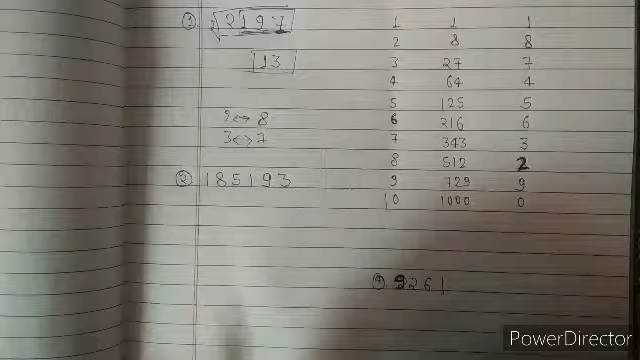 ① ∛2197
13
2 ↔ 8
3 ↔ 7
② 185193
1 1 1
2 8 8
3 27 7
4 64 4
5 125 5
6 216 6
7 343 3
8 512 2
9 729 9
10 1000 0
9261
PowerDirector